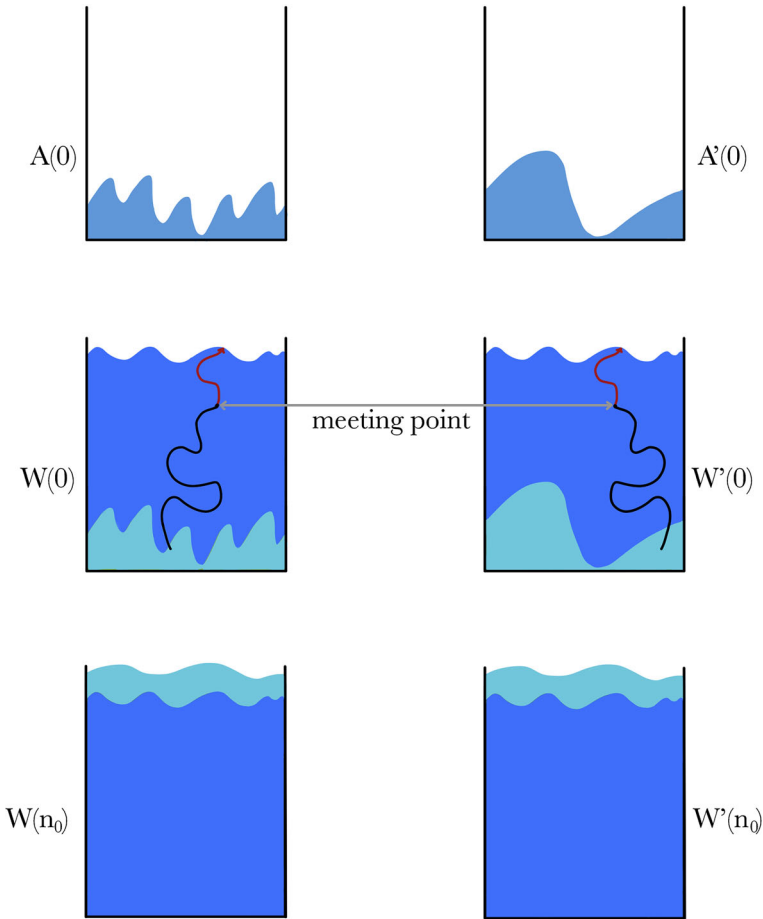 A(0)
A’(0)
meeting point
W(0)
W’(0)
W(n₀)
W’(n₀)